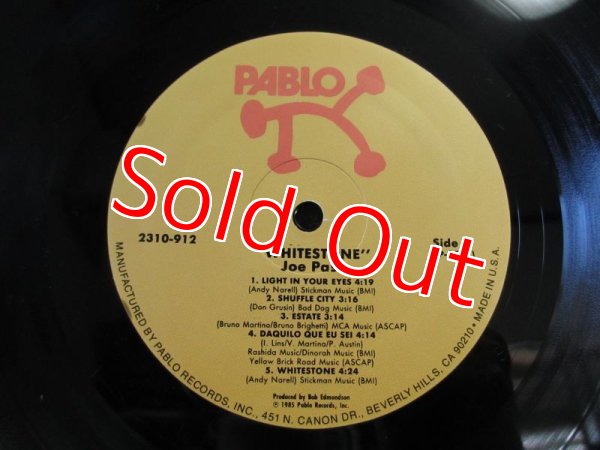 PABLO
Sold Out
2310-912
Side
WHITESTONE"
Joe Pass
1. LIGHT IN YOUR EYES 4:19
(Andy Narell) Stickman Music (BMI)
2. SHUFFLE CITY 3:16
(Don Grusin) Bad Dog Music (BMI)
3. ESTATE 3:14
(Bruno Martino/Bruno Brighetti) MCA Music (ASCAP)
4. DAQUILO QUE EU SEI 4:14
(I. Lins/V. Martino/P. Austin)
Rashida Music/Dinorah Music (BMI)
Yellow Brick Road Music (ASCAP)
5. WHITESTONE 4:24
(Andy Narell) Stickman Music (BMI)
Produced by Bob Edmondson
℗ 1985 Pablo Records, Inc.
MANUFACTURED BY PABLO RECORDS, INC., 451 N. CANON DR., BEVERLY HILLS, CA 90210 • MADE IN U.S.A.